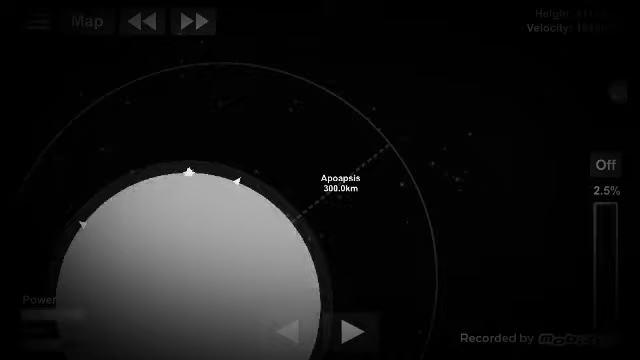 Map
Height:
Velocity:
Apoapsis
300.0km
Off
2.5%
Power
Recorded by